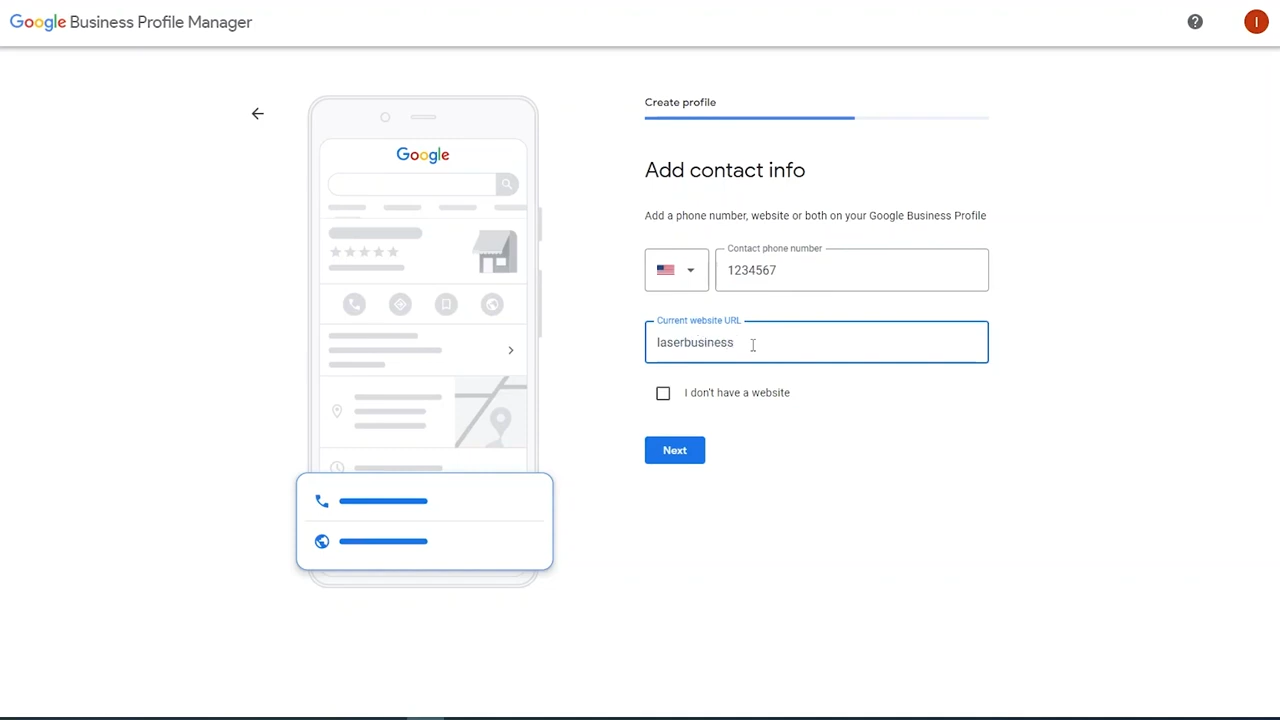 Google Business Profile Manager
I
Create profile
Google
Add contact info
Add a phone number, website or both on your Google Business Profile
Contact phone number
1234567
Current website URL
laserbusiness
I don't have a website
Next